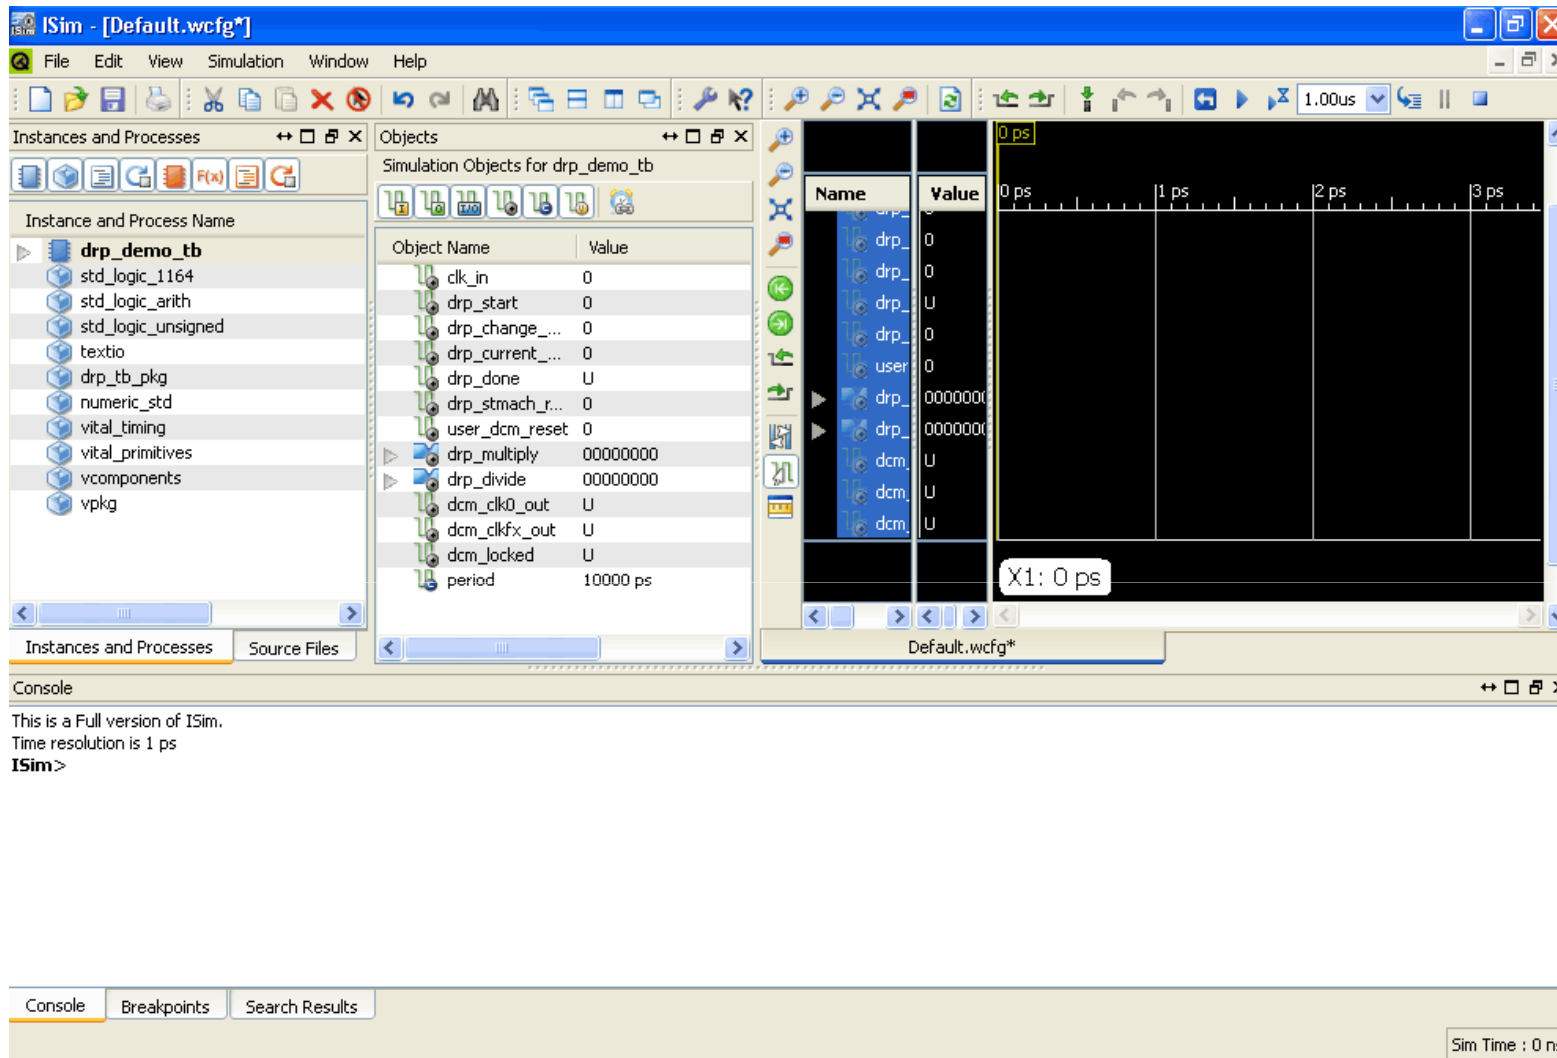 ISim - [Default.wcfg*]
File Edit View Simulation Window Help
1.00us
Instances and Processes
F(x)
Instance and Process Name
drp_demo_tb
std_logic_1164
std_logic_arith
std_logic_unsigned
textio
drp_tb_pkg
numeric_std
vital_timing
vital_primitives
vcomponents
vpkg
Instances and Processes Source Files
Objects
Simulation Objects for drp_demo_tb
Object Name Value
clk_in 0
drp_start 0
drp_change_... 0
drp_current_... 0
drp_done U
drp_stmach_r... 0
user_dcm_reset 0
drp_multiply 00000000
drp_divide 00000000
dcm_clk0_out U
dcm_clkfx_out U
dcm_locked U
period 10000 ps
Name Value
drp_ 0
drp_ 0
drp_ U
drp_ 0
user 0
drp_ 0000000
drp_ 0000000
dcm_ U
dcm_ U
dcm_ U
0 ps
0 ps 1 ps 2 ps 3 ps
X1: 0 ps
Default.wcfg*
Console
This is a Full version of ISim.
Time resolution is 1 ps
ISim>
Console Breakpoints Search Results
Sim Time : 0 n